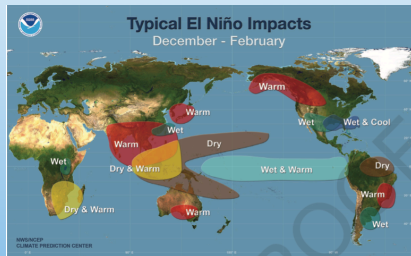 NOAA
Typical El Niño Impacts
December - February
Warm
Warm
Wet
Wet
Wet & Cool
Warm
Dry
Wet
Dry & Warm
Wet & Warm
Dry
Dry & Warm
Warm
Warm
Wet
NWS/NCEP
CLIMATE PREDICTION CENTER